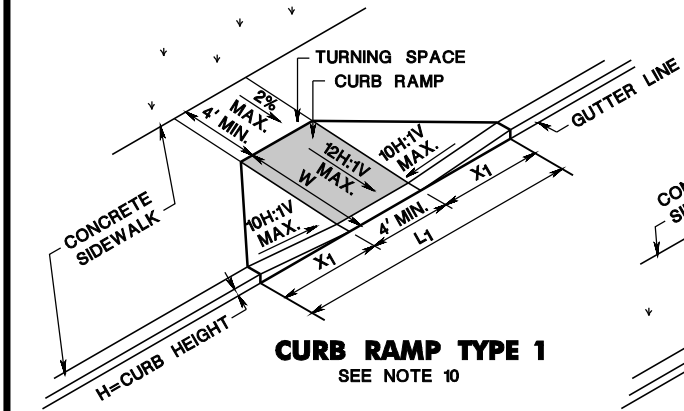 TURNING SPACE
CURB RAMP
GUTTER LINE
2%
MAX.
4' MIN.
12H:1V
MAX.
10H:1V
MAX.
W
10H:1V
MAX.
X1
4' MIN.
X1
L1
CONCRETE
SIDEWALK
H=CURB HEIGHT
CURB RAMP TYPE 1
SEE NOTE 10